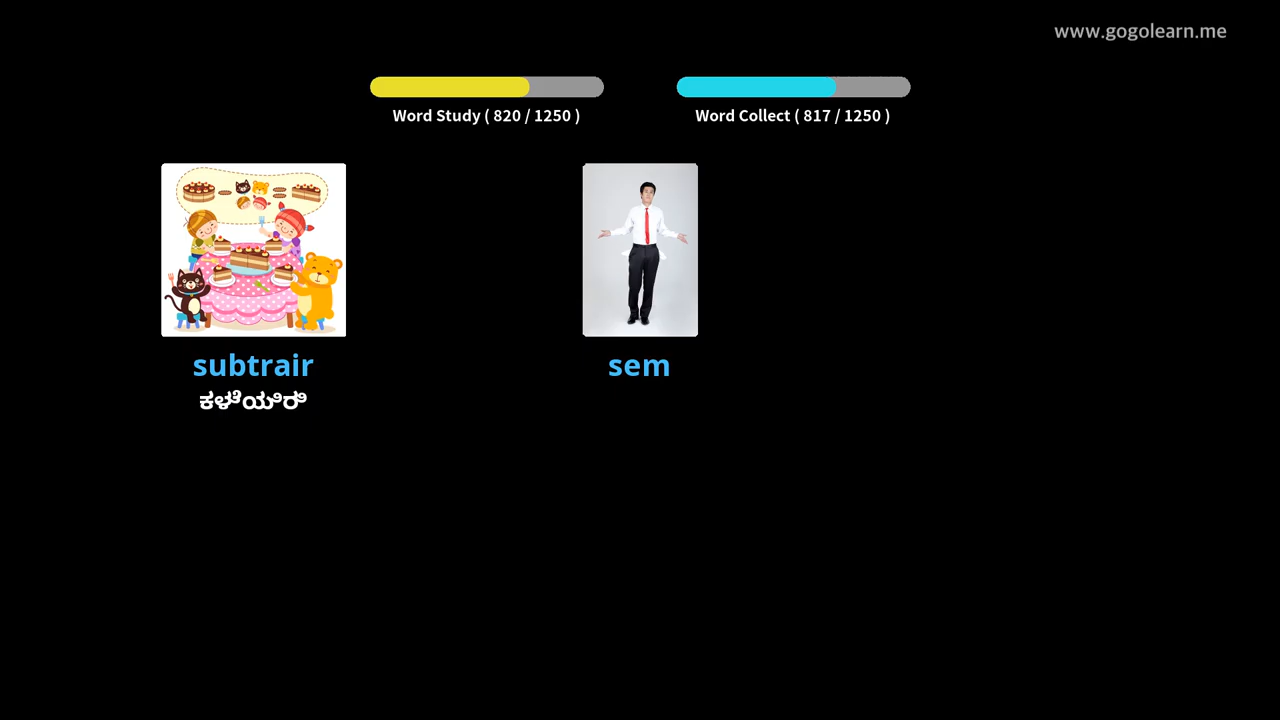 www.gogolearn.me
Word Study ( 820 / 1250 )
Word Collect ( 817 / 1250 )
subtrair
sem
ಕಳೆಯಿರಿ